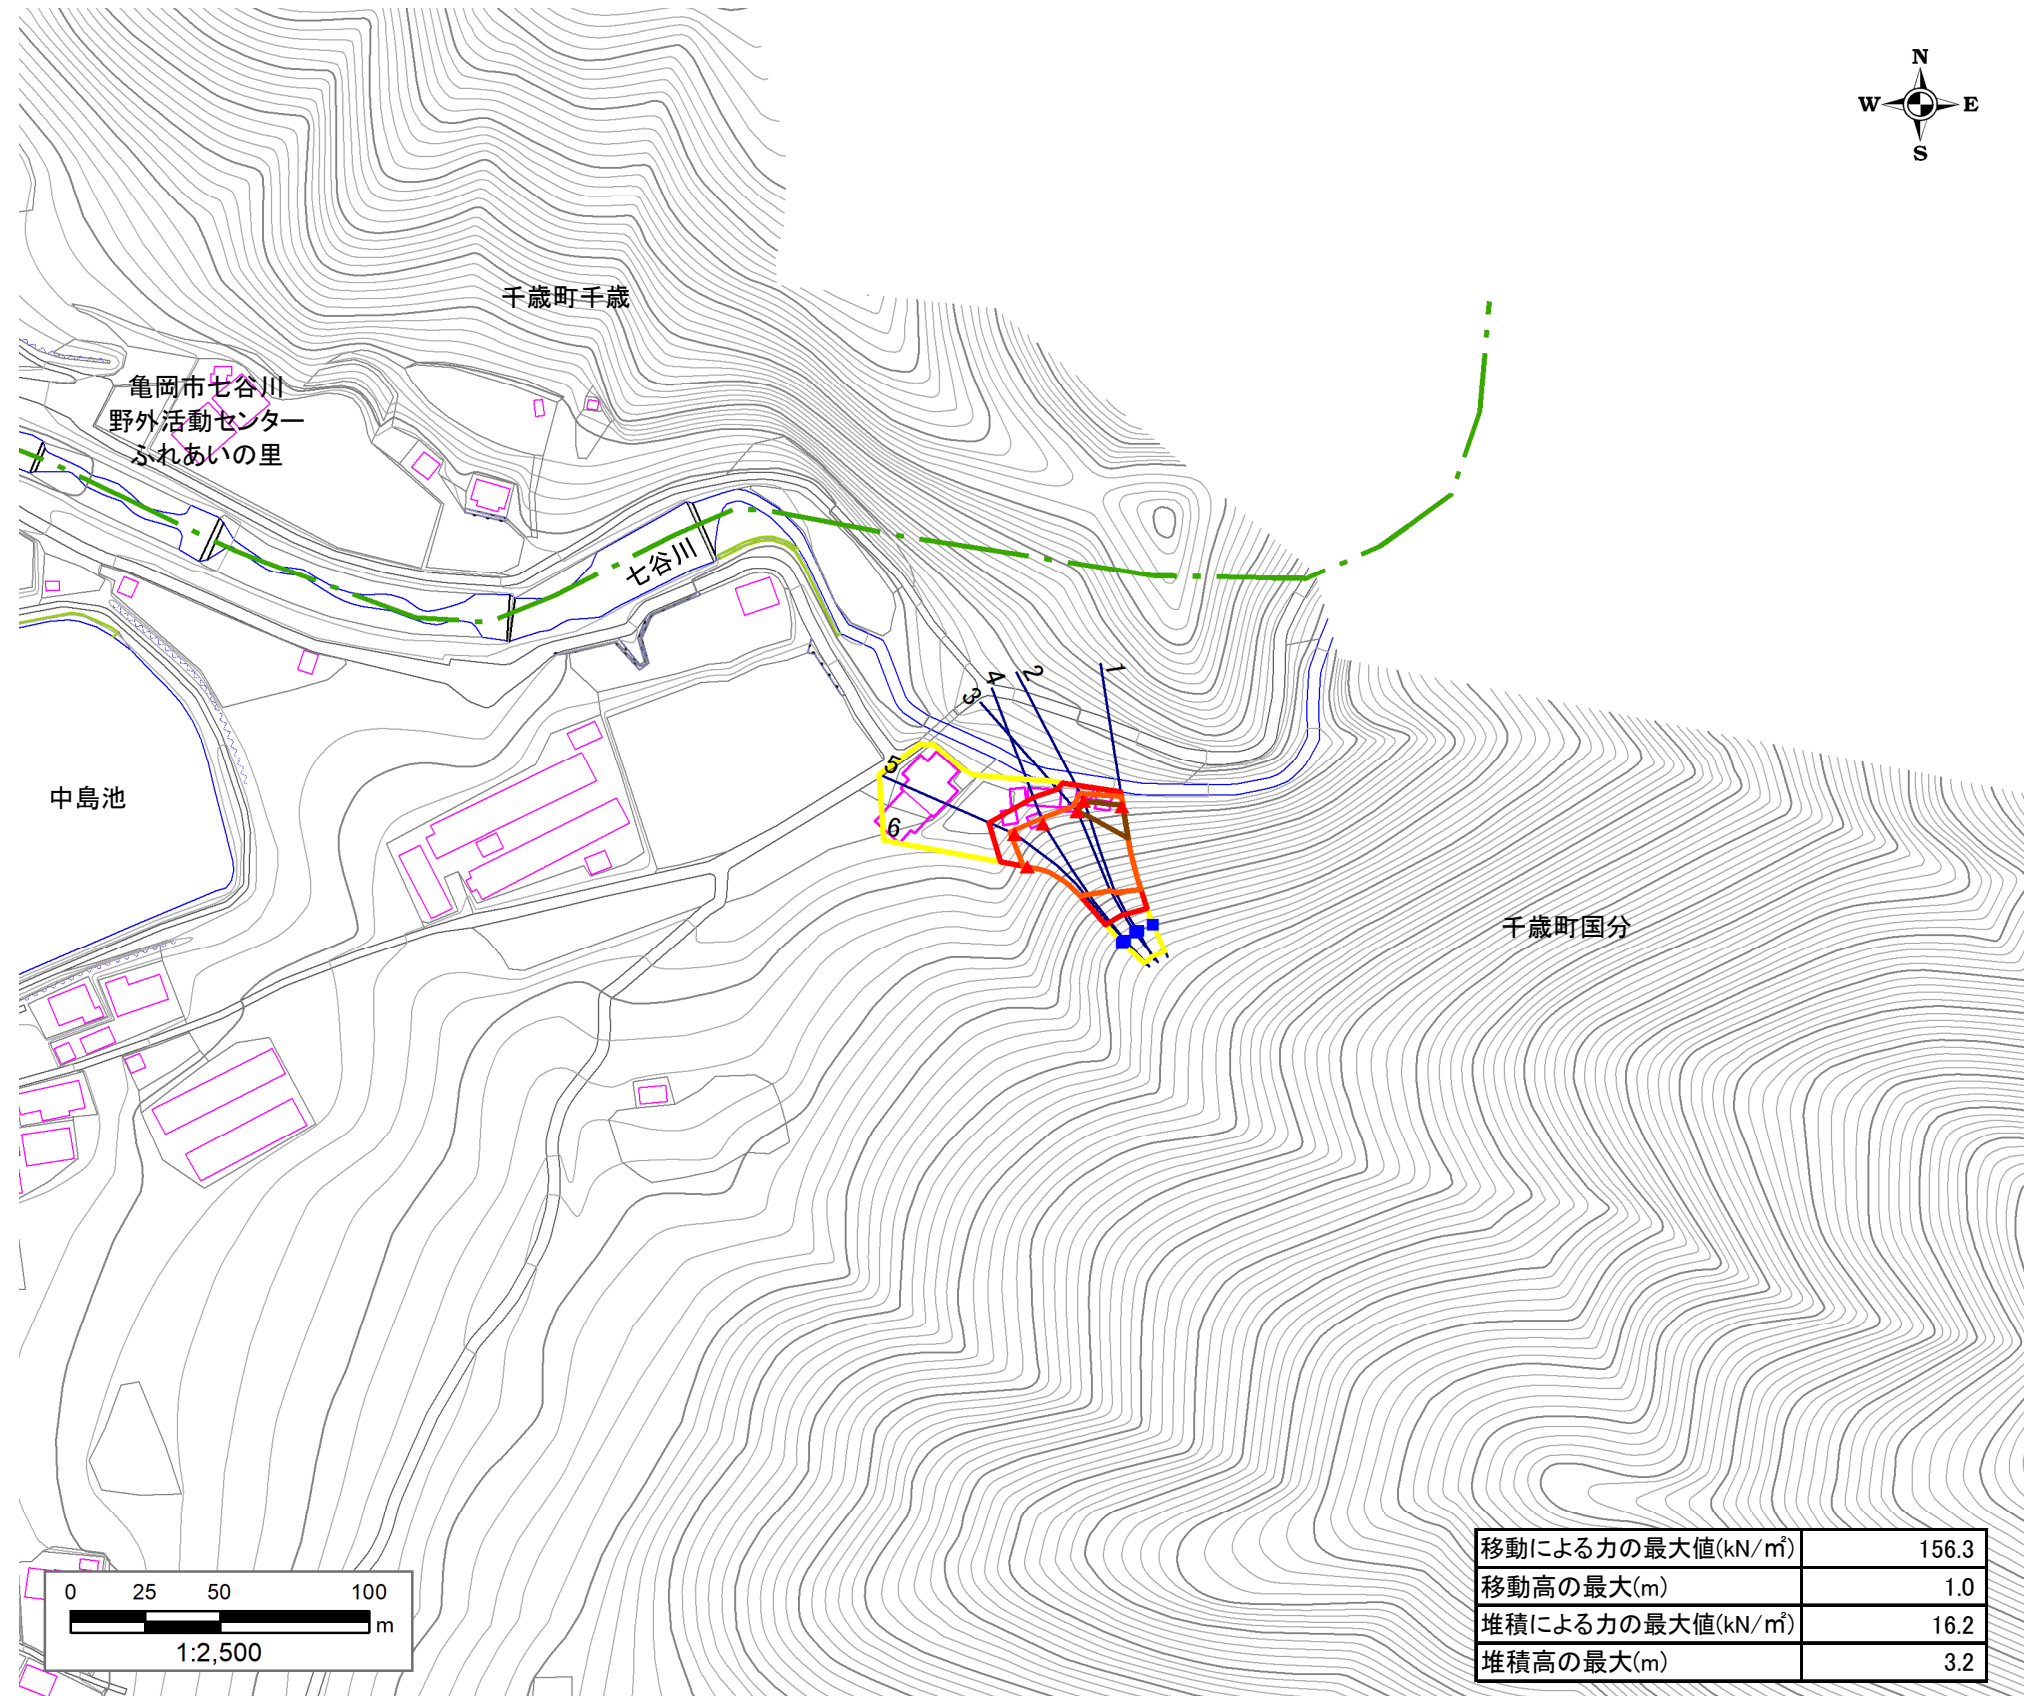 N
W E
S
千歳町千歳
亀岡市七谷川
野外活動センター
ふれあいの里
七谷川
1
2
4
3
5
6
中島池
千歳町国分
移動による力の最大値(kN/㎡) 156.3
移動高の最大(m) 1.0
堆積による力の最大値(kN/㎡) 16.2
堆積高の最大(m) 3.2
0 25 50 100
m
1:2,500